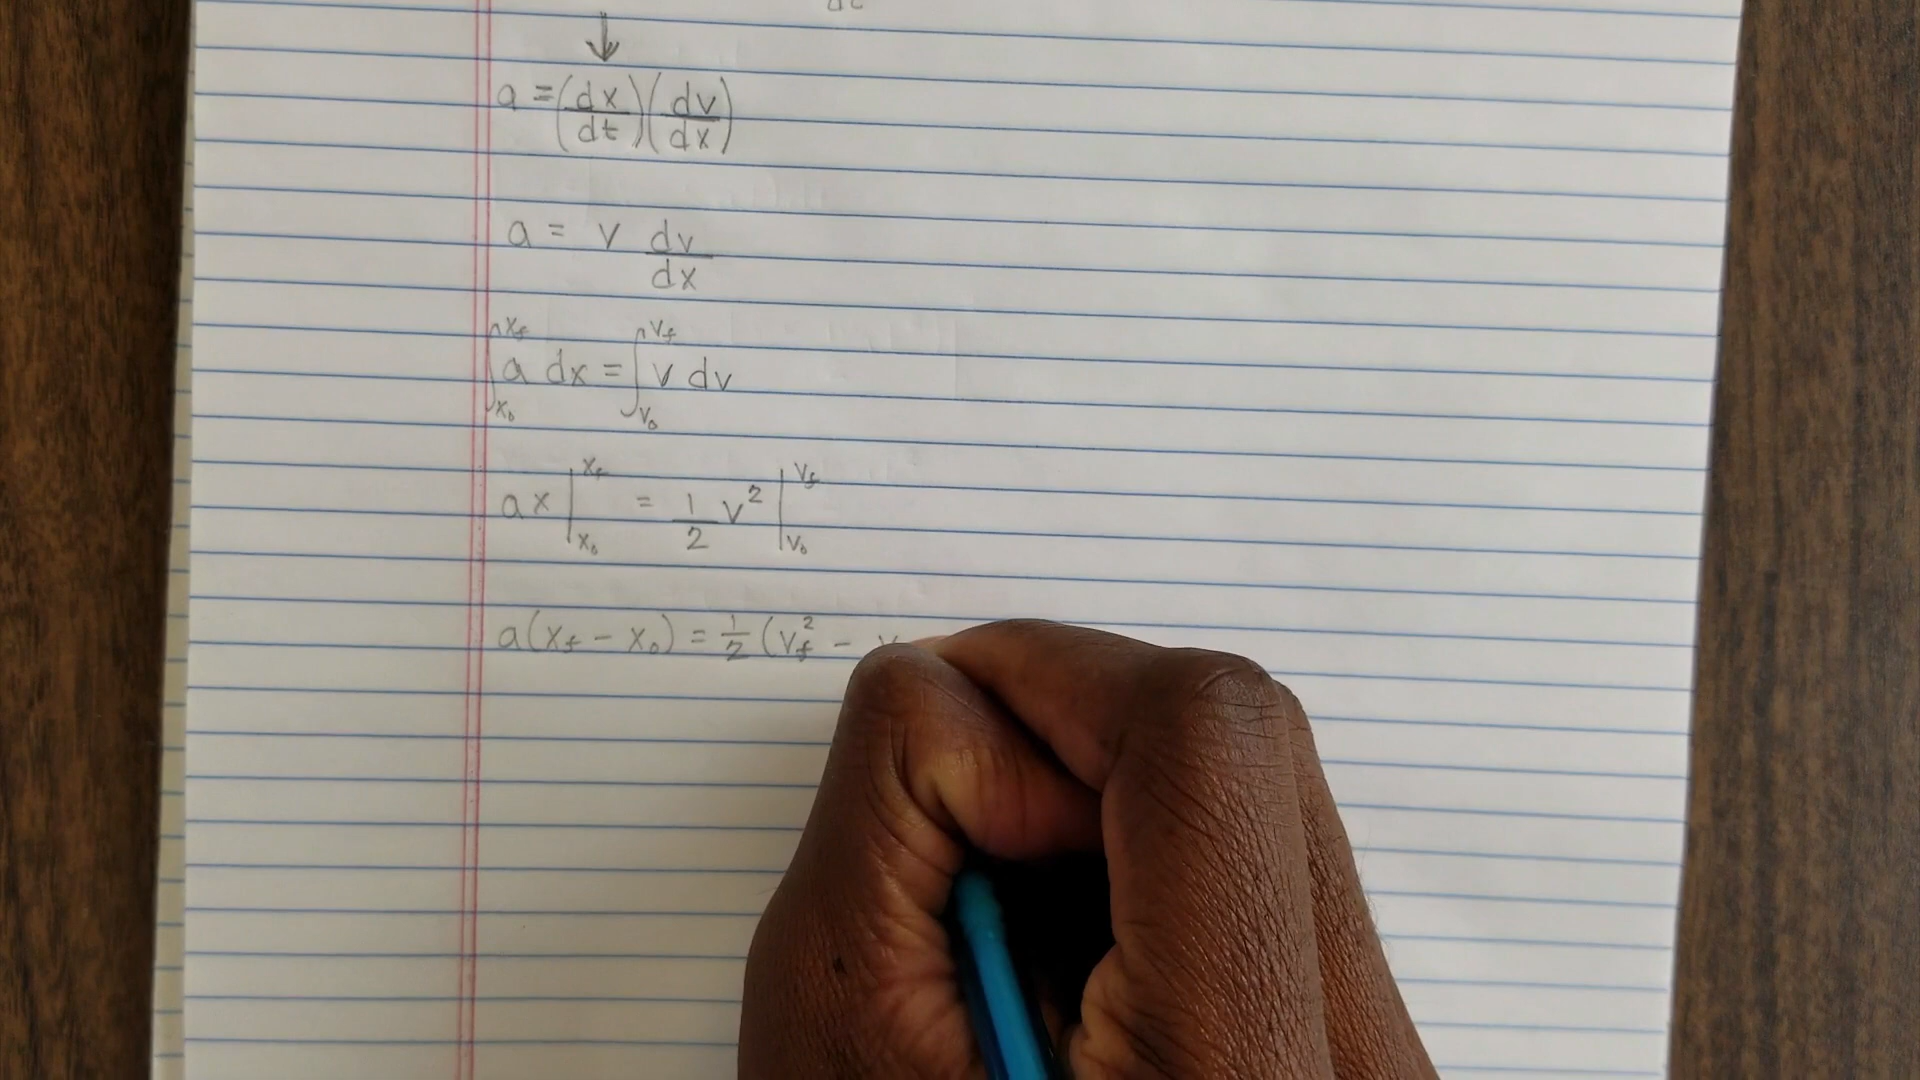 a = (dx/dt)(dv/dx)
a = v dv/dx
∫_{x₀}^{x_f} a dx = ∫_{v₀}^{v_f} v dv
ax |_{x₀}^{x_f} = 1/2 v² |_{v₀}^{v_f}
a(x_f - x₀) = 1/2 (v_f² - v